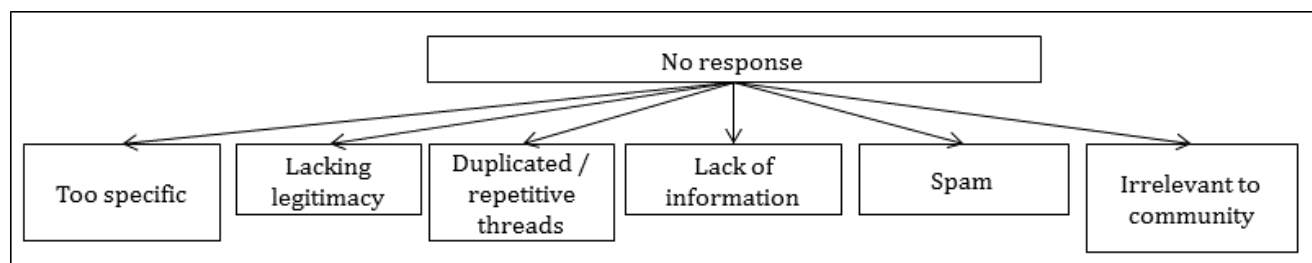 No response
Too specific
Lacking
legitimacy
Duplicated /
repetitive
threads
Lack of
information
Spam
Irrelevant to
community